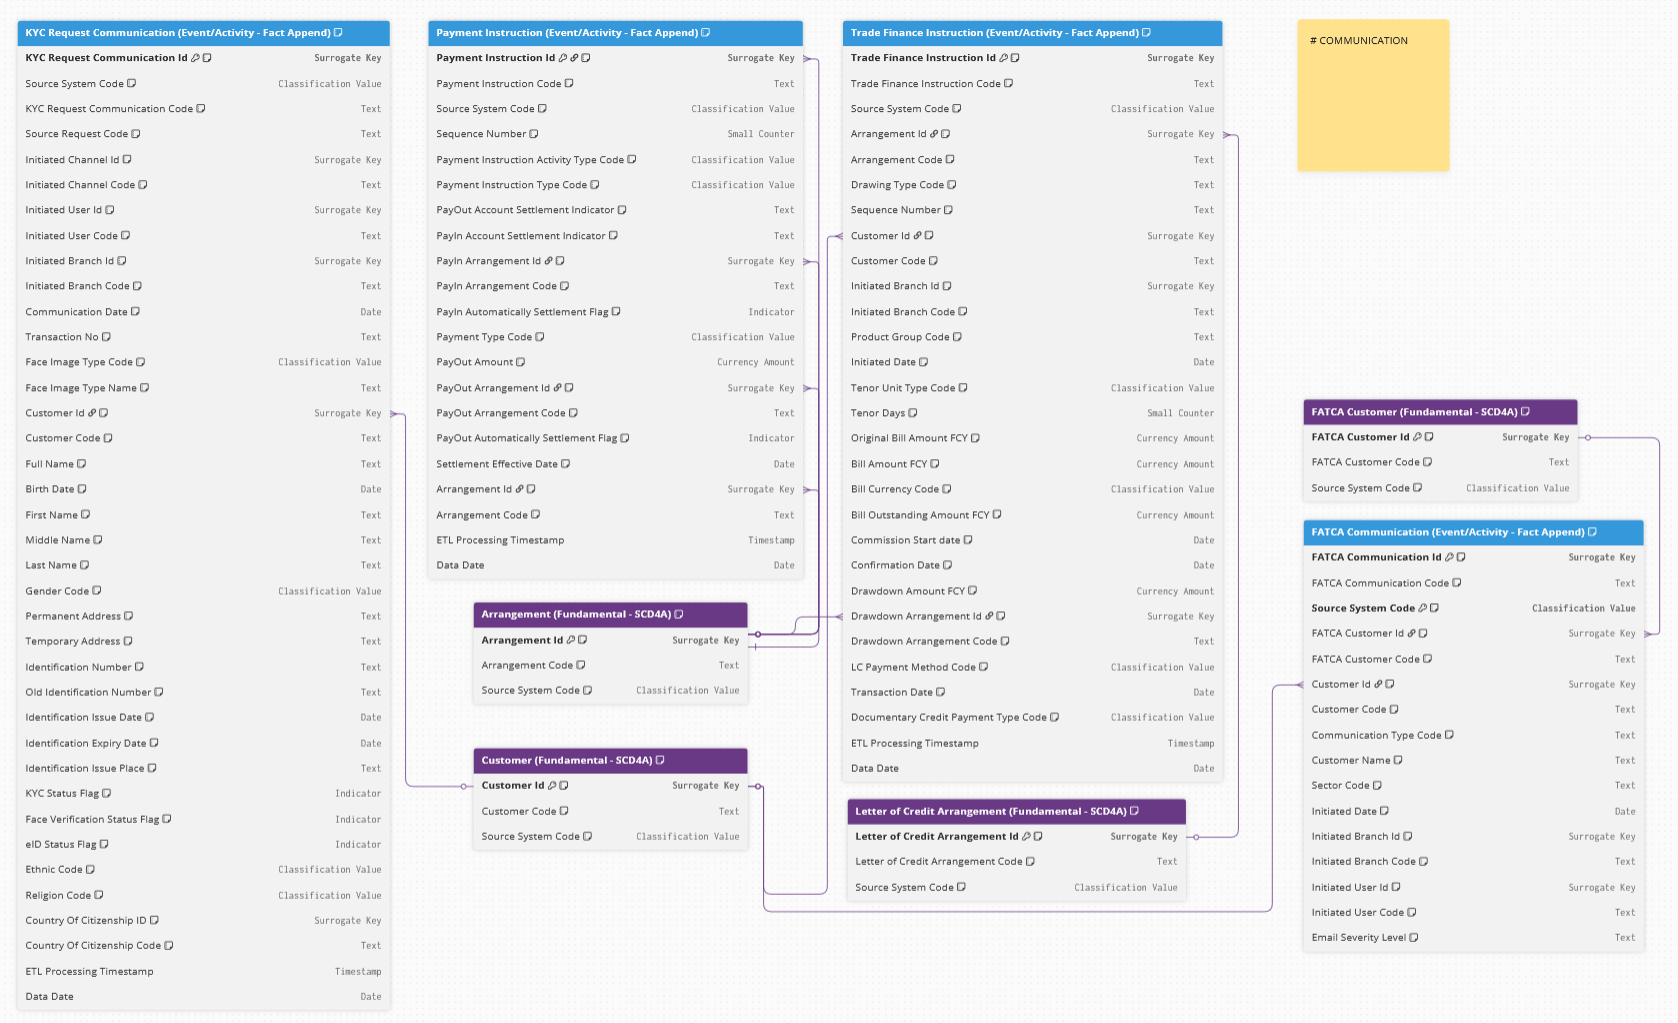 KYC Request Communication (Event/Activity - Fact Append)
KYC Request Communication Id Surrogate Key
Source System Code Classification Value
KYC Request Communication Code Text
Source Request Code Text
Initiated Channel Id Surrogate Key
Initiated Channel Code Text
Initiated User Id Surrogate Key
Initiated User Code Text
Initiated Branch Id Surrogate Key
Initiated Branch Code Text
Communication Date Date
Transaction No Text
Face Image Type Code Classification Value
Face Image Type Name Text
Customer Id Surrogate Key
Customer Code Text
Full Name Text
Birth Date Date
First Name Text
Middle Name Text
Last Name Text
Gender Code Classification Value
Permanent Address Text
Temporary Address Text
Identification Number Text
Old Identification Number Text
Identification Issue Date Date
Identification Expiry Date Date
Identification Issue Place Text
KYC Status Flag Indicator
Face Verification Status Flag Indicator
eID Status Flag Indicator
Ethnic Code Classification Value
Religion Code Classification Value
Country Of Citizenship ID Surrogate Key
Country Of Citizenship Code Text
ETL Processing Timestamp Timestamp
Data Date Date
Payment Instruction (Event/Activity - Fact Append)
Payment Instruction Id Surrogate Key
Payment Instruction Code Text
Source System Code Classification Value
Sequence Number Small Counter
Payment Instruction Activity Type Code Classification Value
Payment Instruction Type Code Classification Value
PayOut Account Settlement Indicator Text
PayIn Account Settlement Indicator Text
PayIn Arrangement Id Surrogate Key
PayIn Arrangement Code Text
PayIn Automatically Settlement Flag Indicator
Payment Type Code Classification Value
PayOut Amount Currency Amount
PayOut Arrangement Id Surrogate Key
PayOut Arrangement Code Text
PayOut Automatically Settlement Flag Indicator
Settlement Effective Date Date
Arrangement Id Surrogate Key
Arrangement Code Text
ETL Processing Timestamp Timestamp
Data Date Date
Arrangement (Fundamental - SCD4A)
Arrangement Id Surrogate Key
Arrangement Code Text
Source System Code Classification Value
Customer (Fundamental - SCD4A)
Customer Id Surrogate Key
Customer Code Text
Source System Code Classification Value
Trade Finance Instruction (Event/Activity - Fact Append)
Trade Finance Instruction Id Surrogate Key
Trade Finance Instruction Code Text
Source System Code Classification Value
Arrangement Id Surrogate Key
Arrangement Code Text
Drawing Type Code Text
Sequence Number Text
Customer Id Surrogate Key
Customer Code Text
Initiated Branch Id Surrogate Key
Initiated Branch Code Text
Product Group Code Text
Initiated Date Date
Tenor Unit Type Code Classification Value
Tenor Days Small Counter
Original Bill Amount FCY Currency Amount
Bill Amount FCY Currency Amount
Bill Currency Code Classification Value
Bill Outstanding Amount FCY Currency Amount
Commission Start date Date
Confirmation Date Date
Drawdown Amount FCY Currency Amount
Drawdown Arrangement Id Surrogate Key
Drawdown Arrangement Code Text
LC Payment Method Code Classification Value
Transaction Date Date
Documentary Credit Payment Type Code Classification Value
ETL Processing Timestamp Timestamp
Data Date Date
Letter of Credit Arrangement (Fundamental - SCD4A)
Letter of Credit Arrangement Id Surrogate Key
Letter of Credit Arrangement Code Text
Source System Code Classification Value
# COMMUNICATION
FATCA Customer (Fundamental - SCD4A)
FATCA Customer Id Surrogate Key
FATCA Customer Code Text
Source System Code Classification Value
FATCA Communication (Event/Activity - Fact Append)
FATCA Communication Id Surrogate Key
FATCA Communication Code Text
Source System Code Classification Value
FATCA Customer Id Surrogate Key
FATCA Customer Code Text
Customer Id Surrogate Key
Customer Code Text
Communication Type Code Text
Customer Name Text
Sector Code Text
Initiated Date Date
Initiated Branch Id Surrogate Key
Initiated Branch Code Text
Initiated User Id Surrogate Key
Initiated User Code Text
Email Severity Level Text